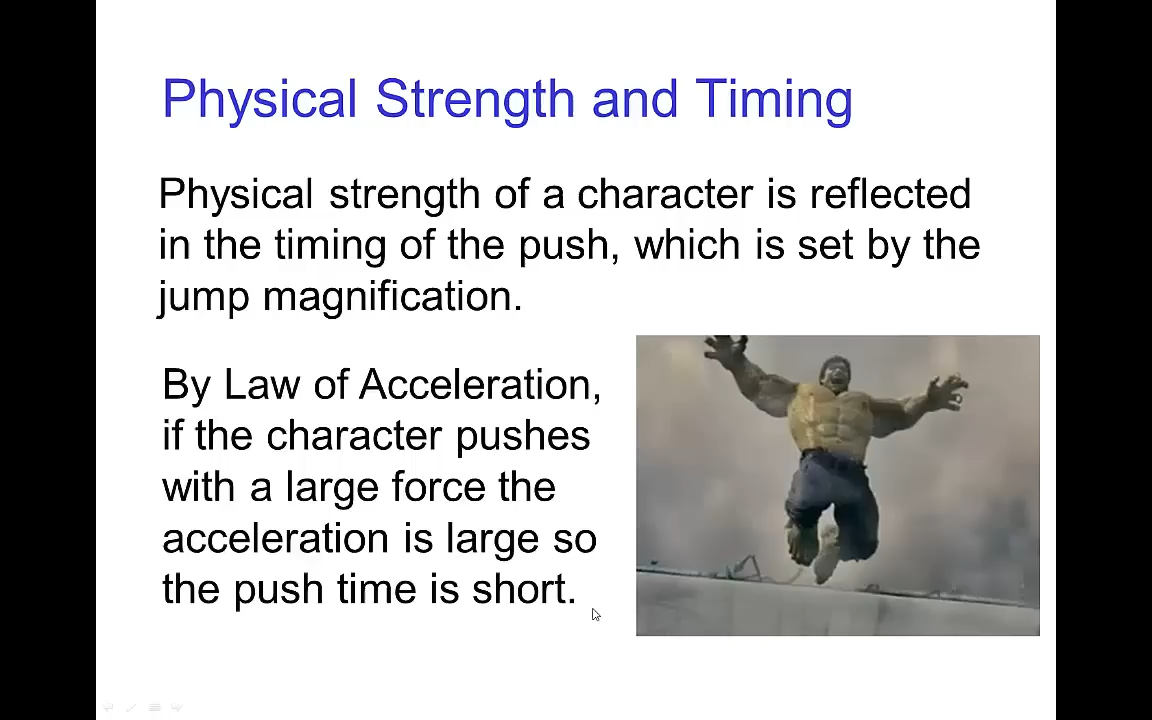 Physical Strength and Timing
Physical strength of a character is reflected
in the timing of the push, which is set by the
jump magnification.
By Law of Acceleration,
if the character pushes
with a large force the
acceleration is large so
the push time is short.